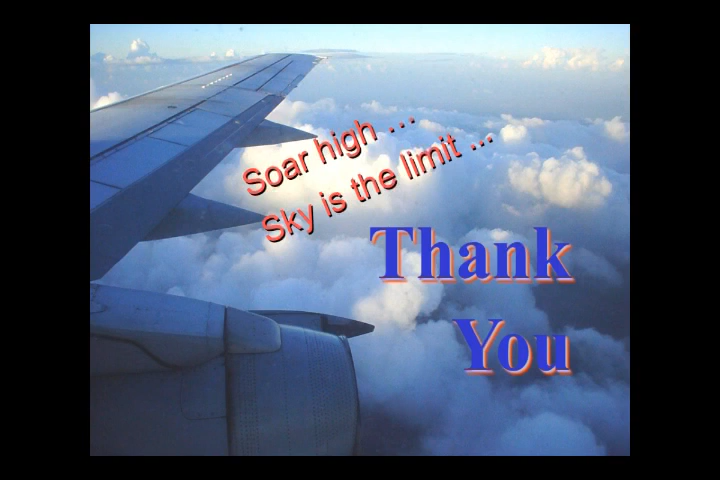 Soar high …
Sky is the limit ...
Thank
You